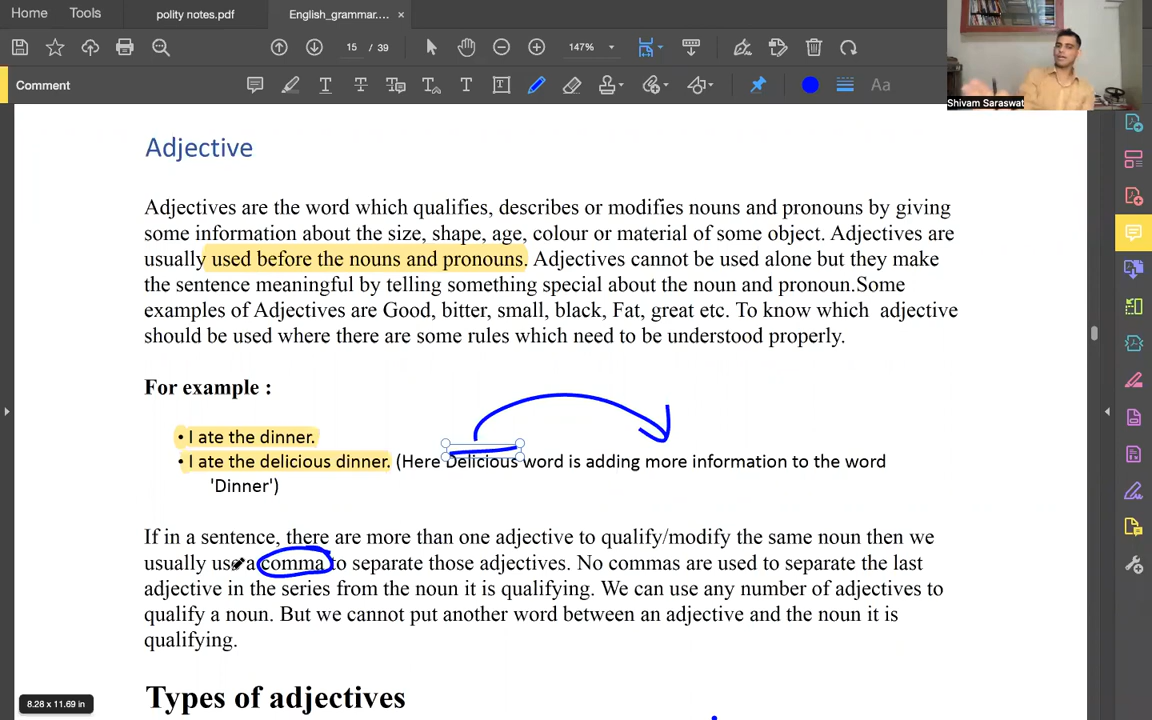 Home Tools polity notes.pdf English_grammar.... ×
15 / 39 147%
Comment Aa
Shivam Saraswat
Adjective
Adjectives are the word which qualifies, describes or modifies nouns and pronouns by giving
some information about the size, shape, age, colour or material of some object. Adjectives are
usually used before the nouns and pronouns. Adjectives cannot be used alone but they make
the sentence meaningful by telling something special about the noun and pronoun.Some
examples of Adjectives are Good, bitter, small, black, Fat, great etc. To know which adjective
should be used where there are some rules which need to be understood properly.
For example :
• I ate the dinner.
• I ate the delicious dinner. (Here Delicious word is adding more information to the word
'Dinner')
If in a sentence, there are more than one adjective to qualify/modify the same noun then we
usually use a comma to separate those adjectives. No commas are used to separate the last
adjective in the series from the noun it is qualifying. We can use any number of adjectives to
qualify a noun. But we cannot put another word between an adjective and the noun it is
qualifying.
Types of adjectives
8.28 x 11.69 in